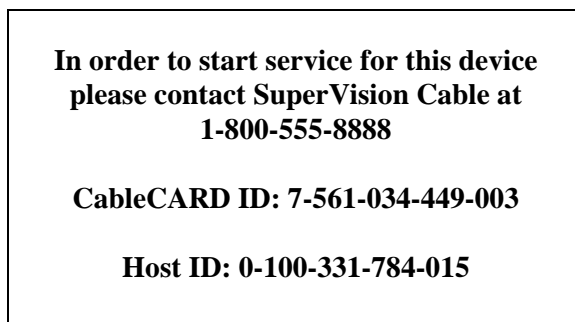 In order to start service for this device
please contact SuperVision Cable at
1-800-555-8888
CableCARD ID: 7-561-034-449-003
Host ID: 0-100-331-784-015